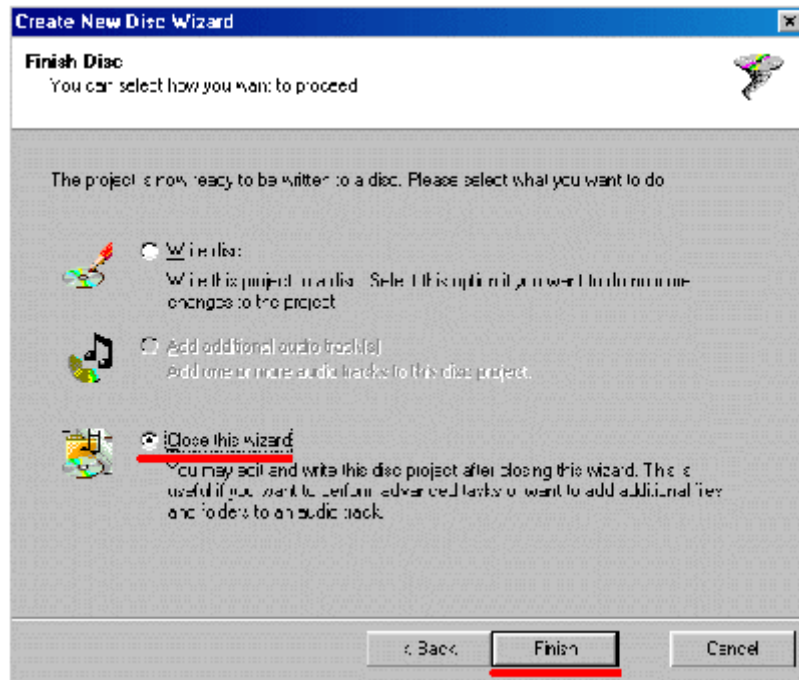 Create New Disc Wizard
Finish Disc
You can select how you want to proceed
The project is now ready to be written to a disc. Please select what you want to do
Write disc
Write this project to a disc. Select this option if you want to do no more
changes to the project
Add additional audio track(s)
Add one or more audio tracks to this disc project.
Close this wizard
You may edit and write this disc project after closing this wizard. This is
useful if you want to perform advanced tasks or want to add additional files
and folders to an audio track.
< Back
Finish
Cancel